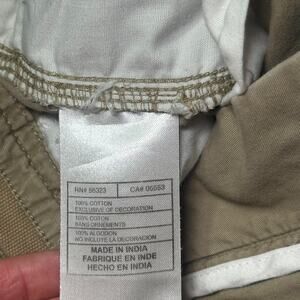 RN# 55323 CA# 05553
100% COTTON
EXCLUSIVE OF DECORATION
100% COTON
SANS ORNEMENTS
100% ALGODON
NO INCLUYE LA DECORACION
MADE IN INDIA
FABRIQUE EN INDE
HECHO EN INDIA